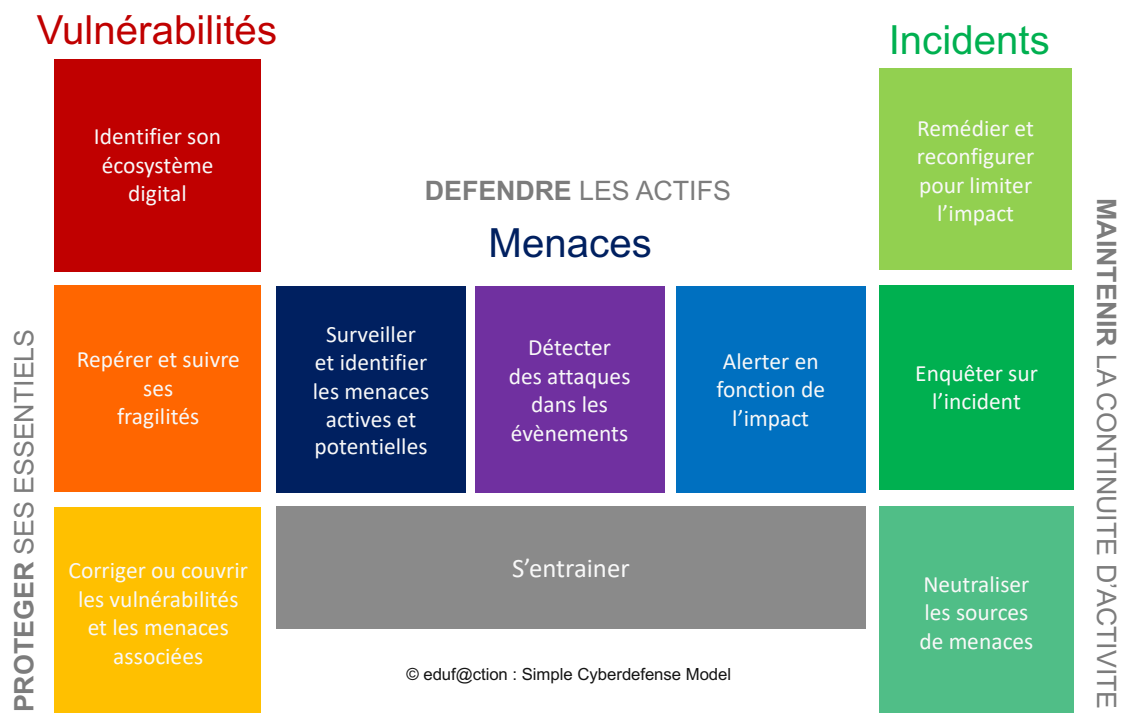 Vulnérabilités
Identifier son
écosystème
digital
Repérer et suivre
ses
fragilités
Corriger ou couvrir
les vulnérabilités
et les menaces
associées
PROTEGER SES ESSENTIELS
DEFENDRE LES ACTIFS
Menaces
Surveiller
et identifier
les menaces
actives et
potentielles
Détecter
des attaques
dans les
évènements
Alerter en
fonction de
l’impact
S’entrainer
© eduf@ction : Simple Cyberdefense Model
Incidents
Remédier et
reconfigurer
pour limiter
l’impact
Enquêter sur
l’incident
Neutraliser
les sources
de menaces
MAINTENIR LA CONTINUITE D’ACTIVITE